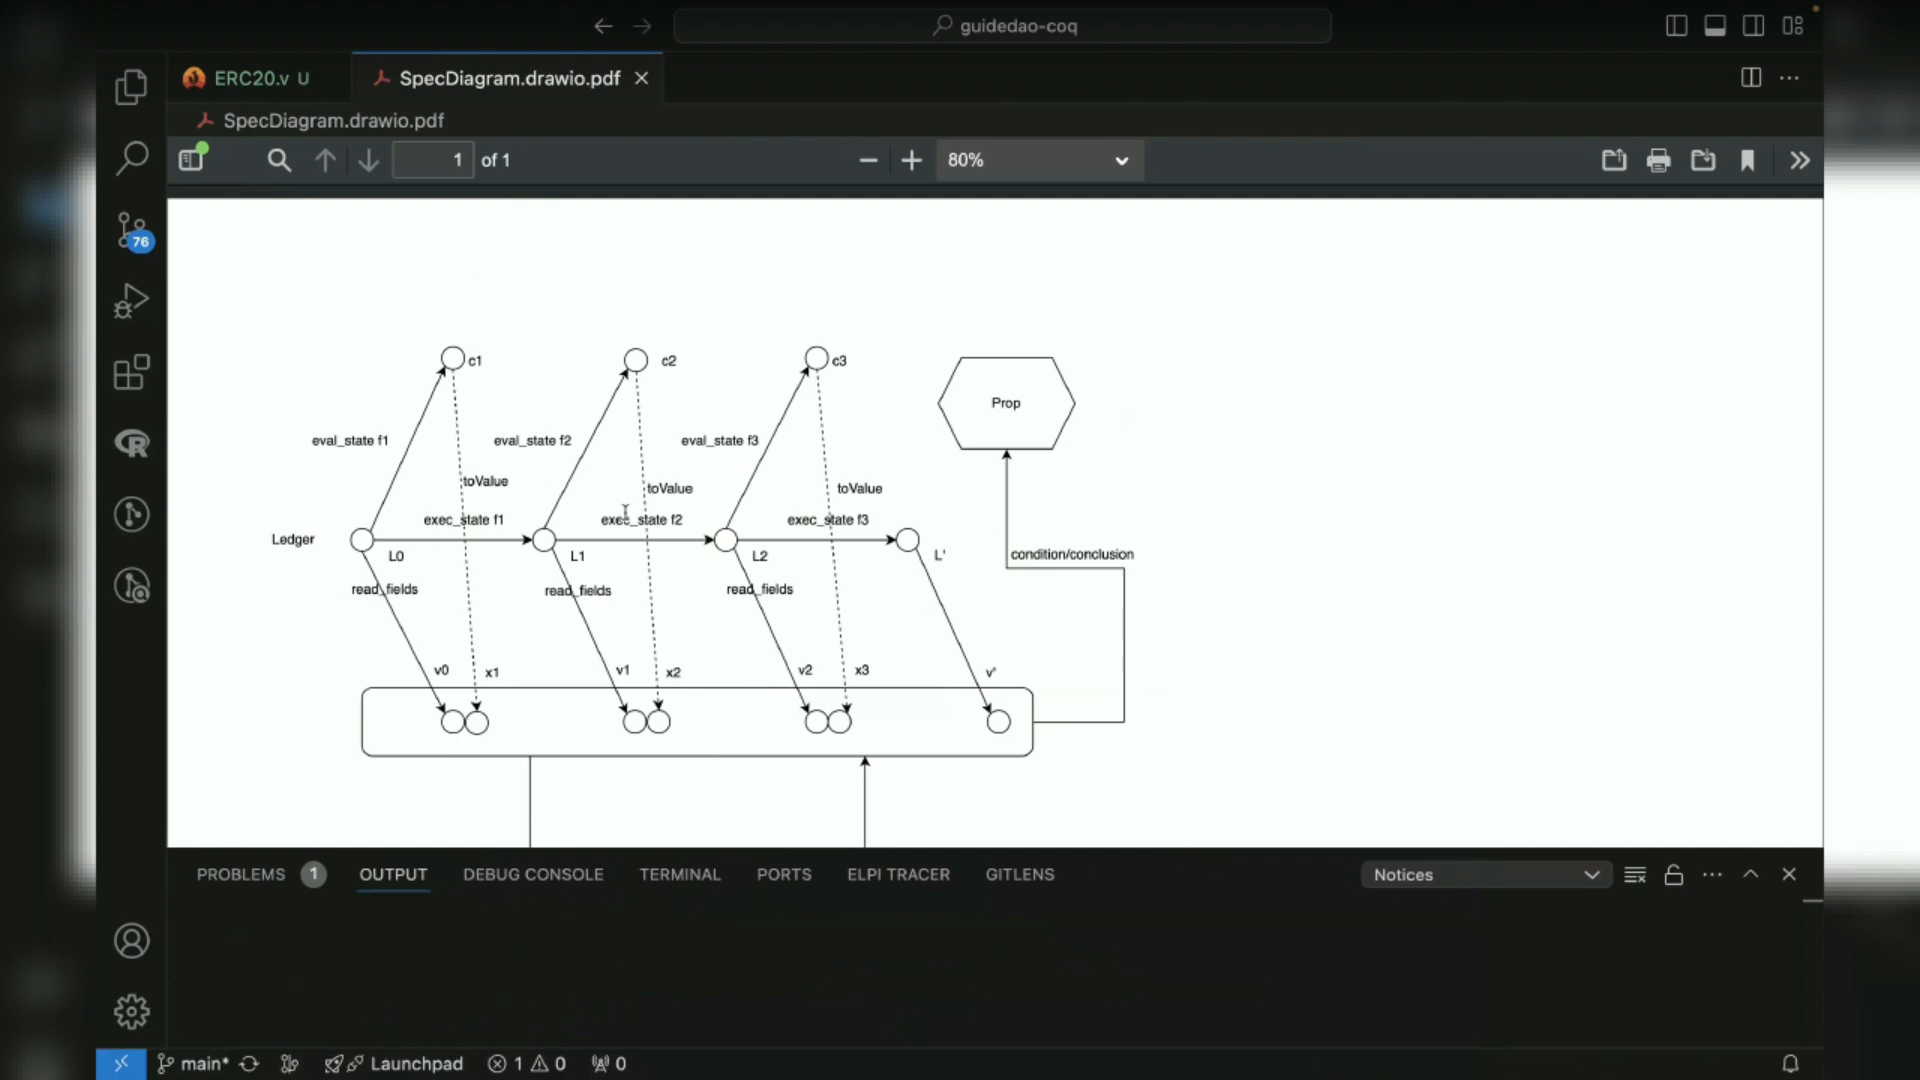 guidedao-coq
ERC20.v U
SpecDiagram.drawio.pdf
SpecDiagram.drawio.pdf
1 of 1
80%
76
c1
c2
c3
Prop
eval_state f1
eval_state f2
eval_state f3
toValue
toValue
toValue
exec_state f1
exec_state f2
exec_state f3
Ledger
L0
L1
L2
L'
condition/conclusion
read_fields
read_fields
read_fields
v0
x1
v1
x2
v2
x3
v'
PROBLEMS 1
OUTPUT
DEBUG CONSOLE
TERMINAL
PORTS
ELPI TRACER
GITLENS
Notices
main*
Launchpad
1
0
0